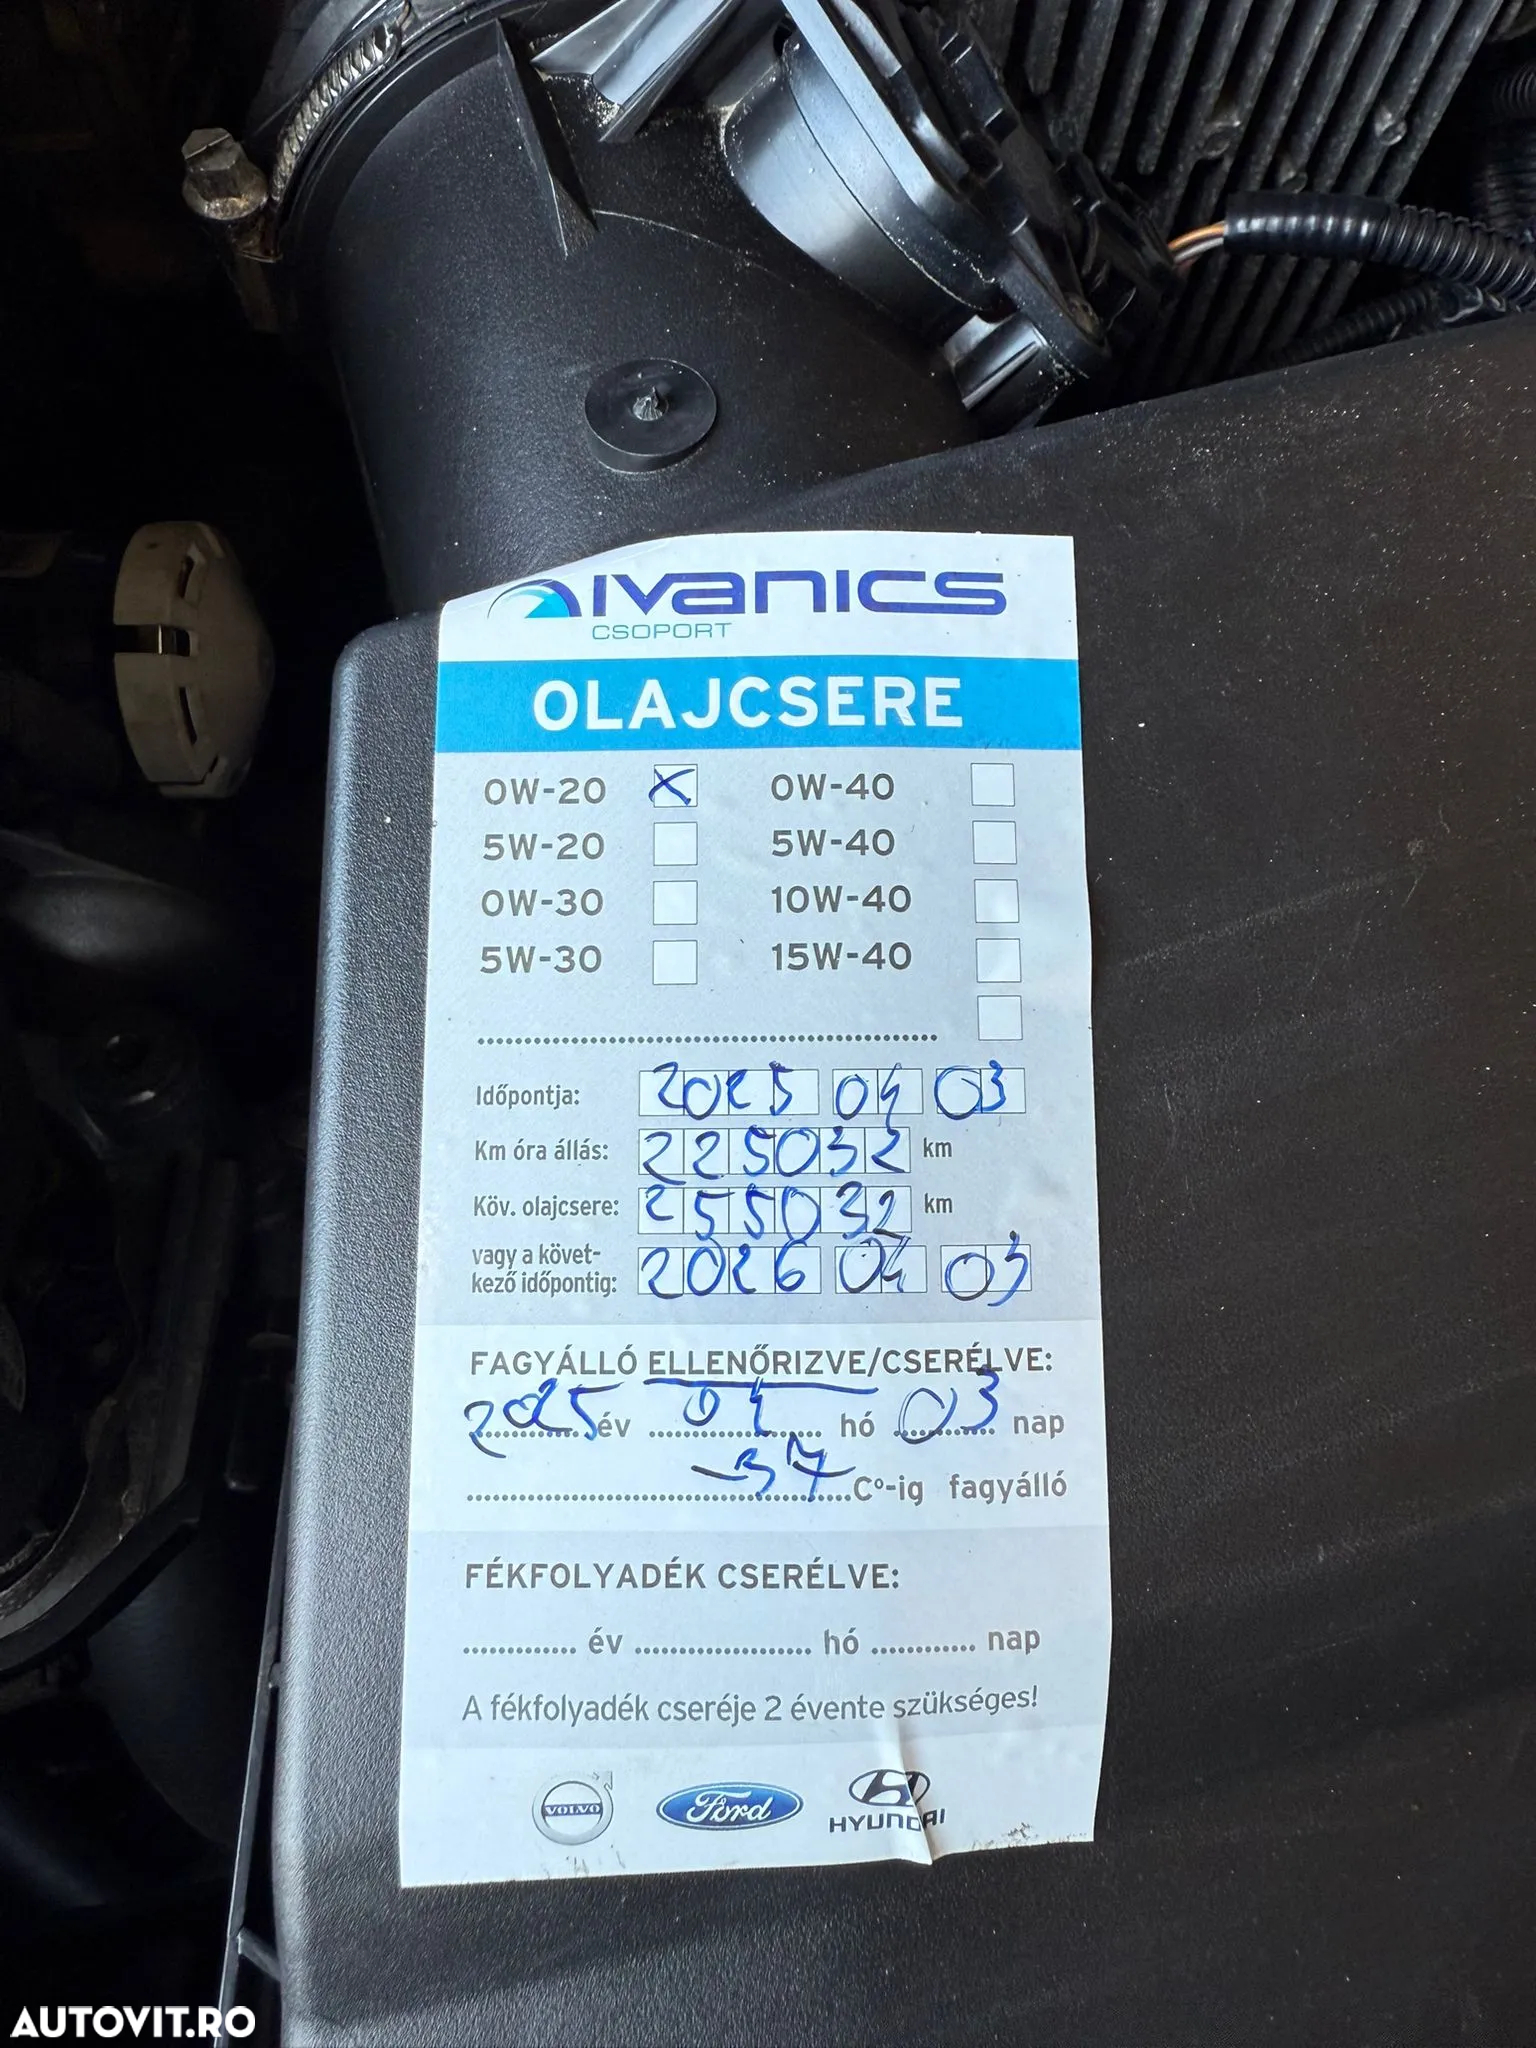 IVANICS
CSOPORT
OLAJCSERE
0W-20 X 0W-40
5W-20 5W-40
0W-30 10W-40
5W-30 15W-40
Időpontja: 2025 04 03
Km óra állás: 225032 km
Köv. olajcsere: 255032 km
vagy a követ-
kező időpontig: 2026 04 03
FAGYÁLLÓ ELLENŐRIZVE/CSERÉLVE:
2025 év 04 hó 03 nap
-37 C°-ig fagyálló
FÉKFOLYADÉK CSERÉLVE:
............. év .................... hó ............ nap
A fékfolyadék cseréje 2 évente szükséges!
VOLVO Ford HYUNDAI
AUTOVIT.RO